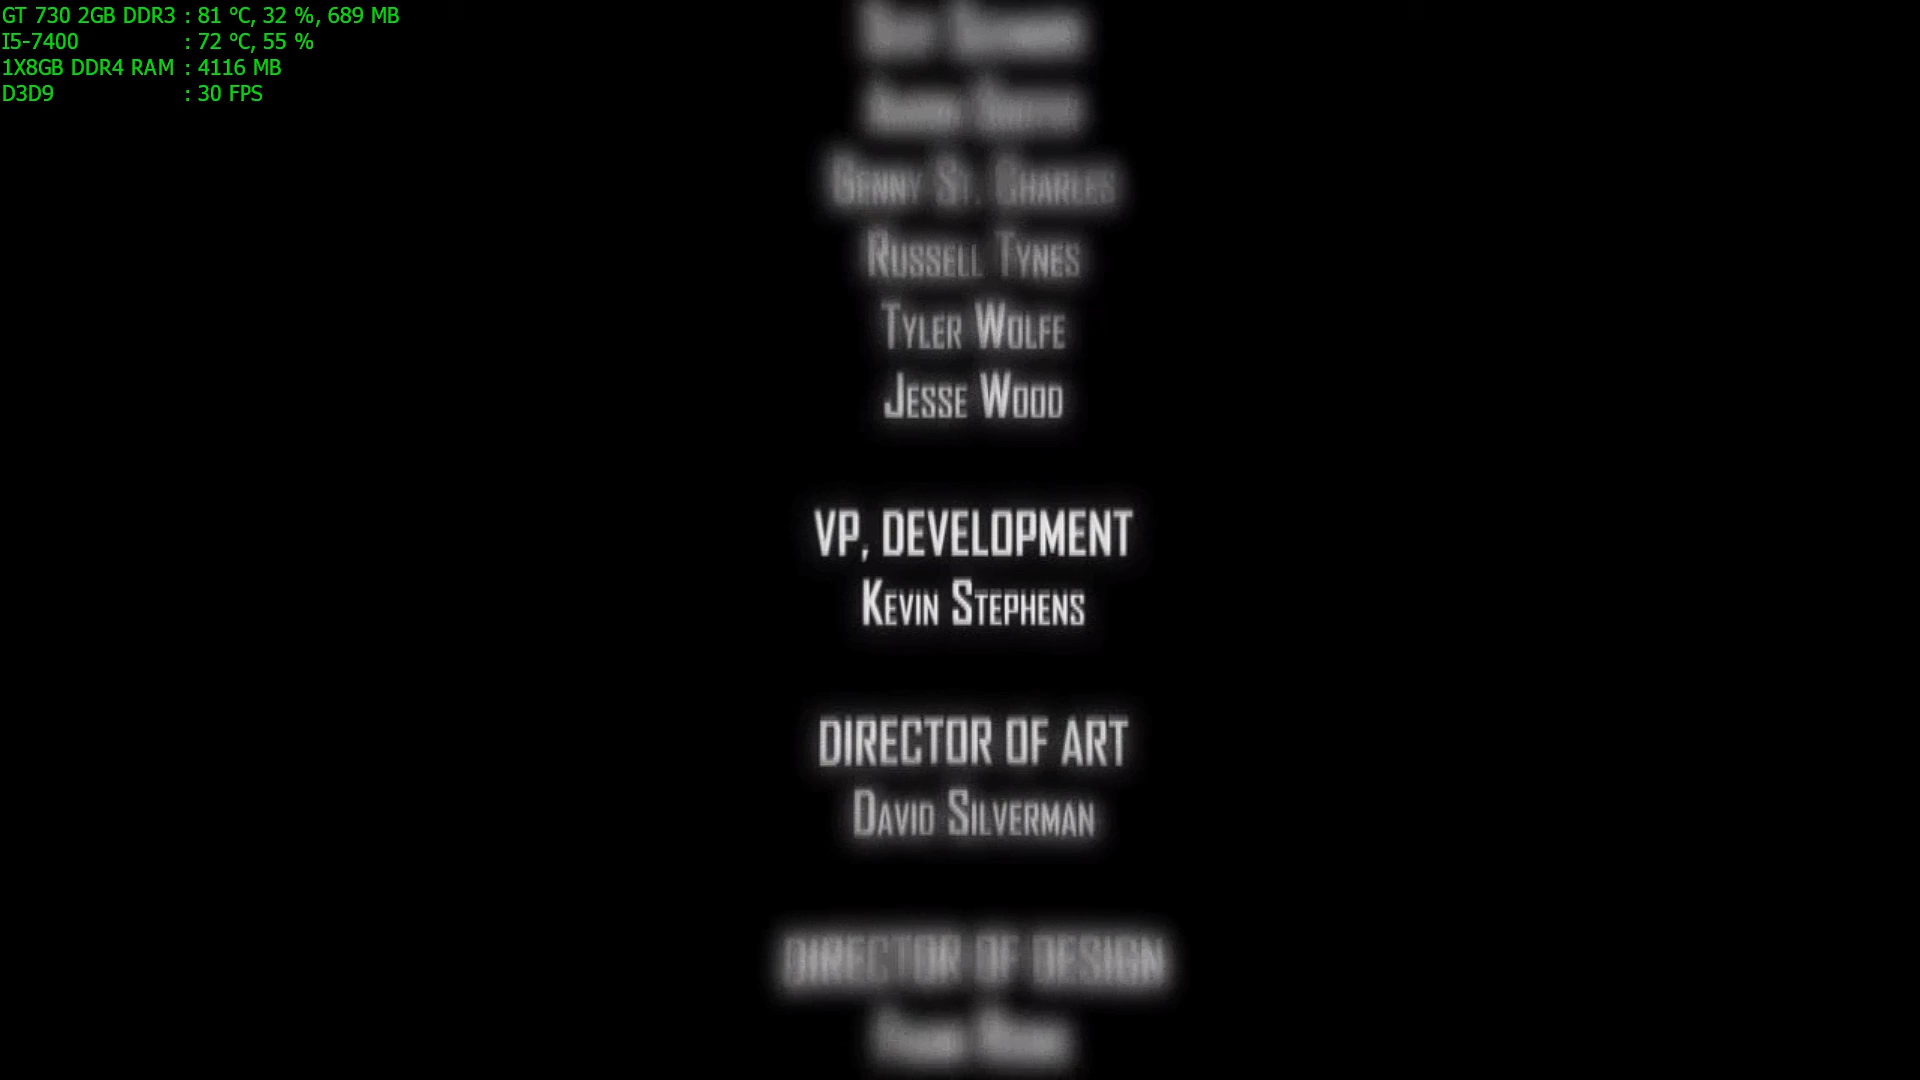 GT 730 2GB DDR3 : 81 °C, 32 %, 689 MB
I5-7400 : 72 °C, 55 %
1X8GB DDR4 RAM : 4116 MB
D3D9 : 30 FPS
St. Charles
Russell Tynes
Tyler Wolfe
Jesse Wood
VP, DEVELOPMENT
Kevin Stephens
DIRECTOR OF ART
David Silverman
DIRECTOR OF DESIGN